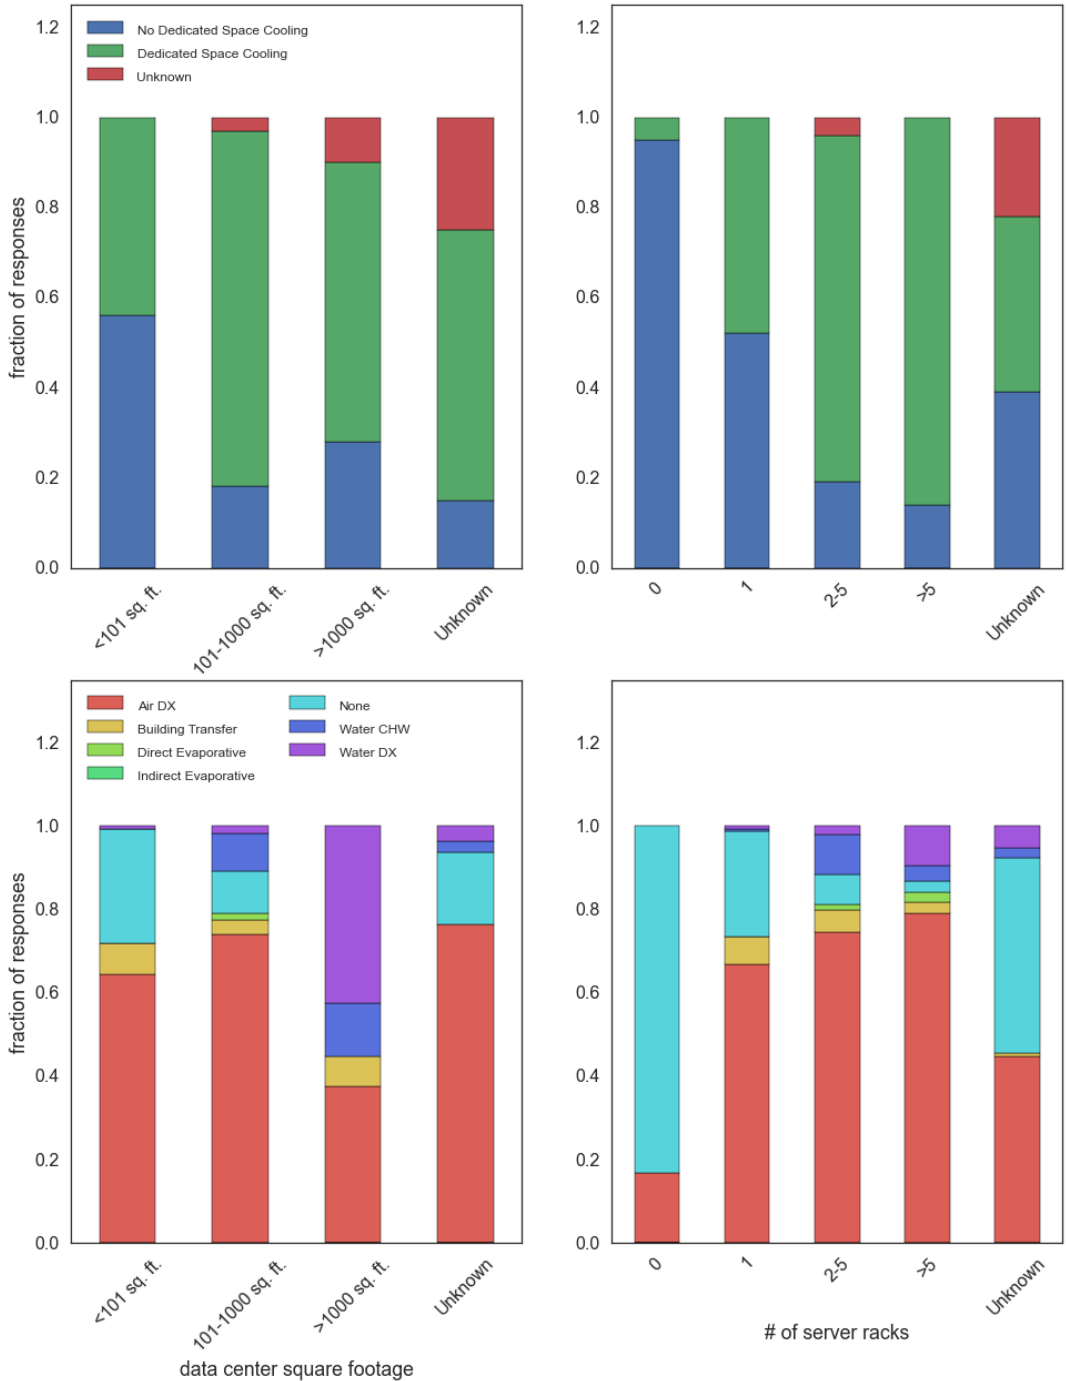 1.2
1.0
0.8
0.6
0.4
0.2
0.0
fraction of responses
No Dedicated Space Cooling
Dedicated Space Cooling
Unknown
<101 sq. ft.
101-1000 sq. ft.
>1000 sq. ft.
Unknown
1.2
1.0
0.8
0.6
0.4
0.2
0.0
0
1
2-5
>5
Unknown
1.2
1.0
0.8
0.6
0.4
0.2
0.0
fraction of responses
Air DX
Building Transfer
Direct Evaporative
Indirect Evaporative
None
Water CHW
Water DX
<101 sq. ft.
101-1000 sq. ft.
>1000 sq. ft.
Unknown
data center square footage
1.2
1.0
0.8
0.6
0.4
0.2
0.0
0
1
2-5
>5
Unknown
# of server racks